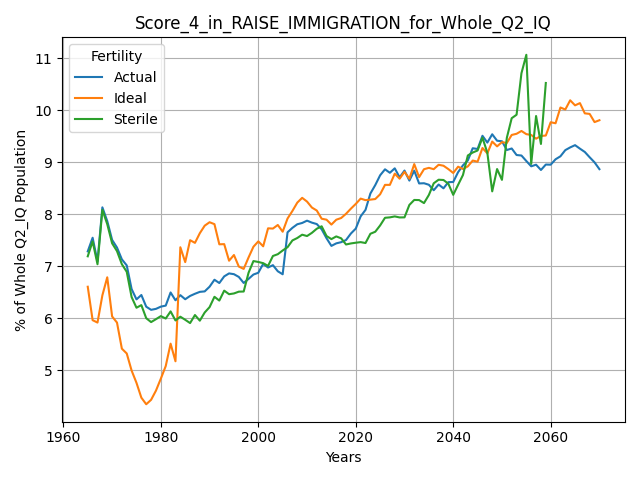 Score_4_in_RAISE_IMMIGRATION_for_Whole_Q2_IQ
Fertility
Actual
Ideal
Sterile
% of Whole Q2_IQ Population
11
10
9
8
7
6
5
1960
1980
2000
2020
2040
2060
Years